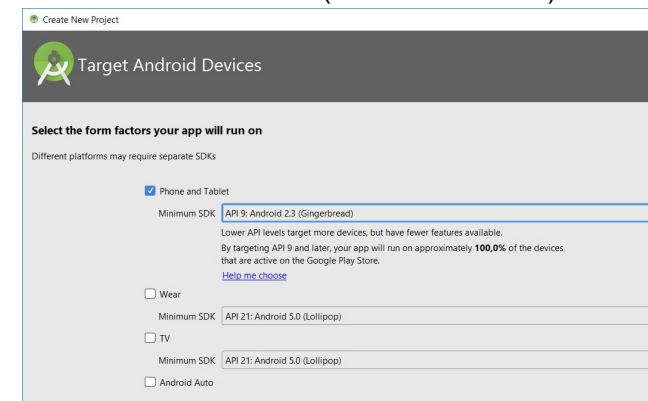 Create New Project
Target Android Devices
Select the form factors your app will run on
Different platforms may require separate SDKs
Phone and Tablet
Minimum SDK API 9: Android 2.3 (Gingerbread)
Lower API levels target more devices, but have fewer features available.
By targeting API 9 and later, your app will run on approximately 100,0% of the devices
that are active on the Google Play Store.
Help me choose
Wear
Minimum SDK API 21: Android 5.0 (Lollipop)
TV
Minimum SDK API 21: Android 5.0 (Lollipop)
Android Auto